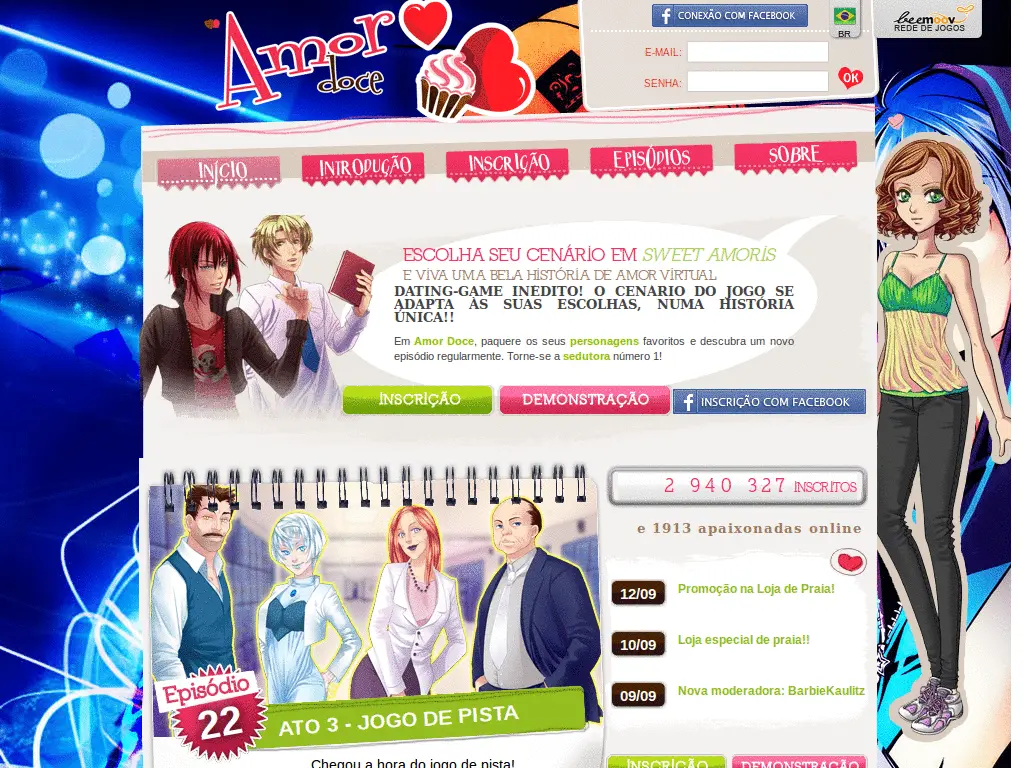 Amor
doce
CONEXÃO COM FACEBOOK
BR
beemoov
REDE DE JOGOS
E-MAIL:
SENHA:
OK
INÍCIO
INTRODUÇÃO
INSCRIÇÃO
EPISÓDIOS
SOBRE
ESCOLHA SEU CENÁRIO EM SWEET AMORIS
E VIVA UMA BELA HISTÓRIA DE AMOR VIRTUAL
DATING-GAME INEDITO! O CENARIO DO JOGO SE
ADAPTA ÀS SUAS ESCOLHAS, NUMA HISTÓRIA
ÚNICA!!
Em Amor Doce, paquere os seus personagens favoritos e descubra um novo
episódio regularmente. Torne-se a sedutora número 1!
INSCRIÇÃO
DEMONSTRAÇÃO
INSCRIÇÃO COM FACEBOOK
2 940 327 INSCRITOS
e 1913 apaixonadas online
12/09 Promoção na Loja de Praia!
10/09 Loja especial de praia!!
09/09 Nova moderadora: BarbieKaulitz
Episódio
22
ATO 3 - JOGO DE PISTA
Chegou a hora do jogo de pista!
INSCRIÇÃO
DEMONSTRAÇÃO